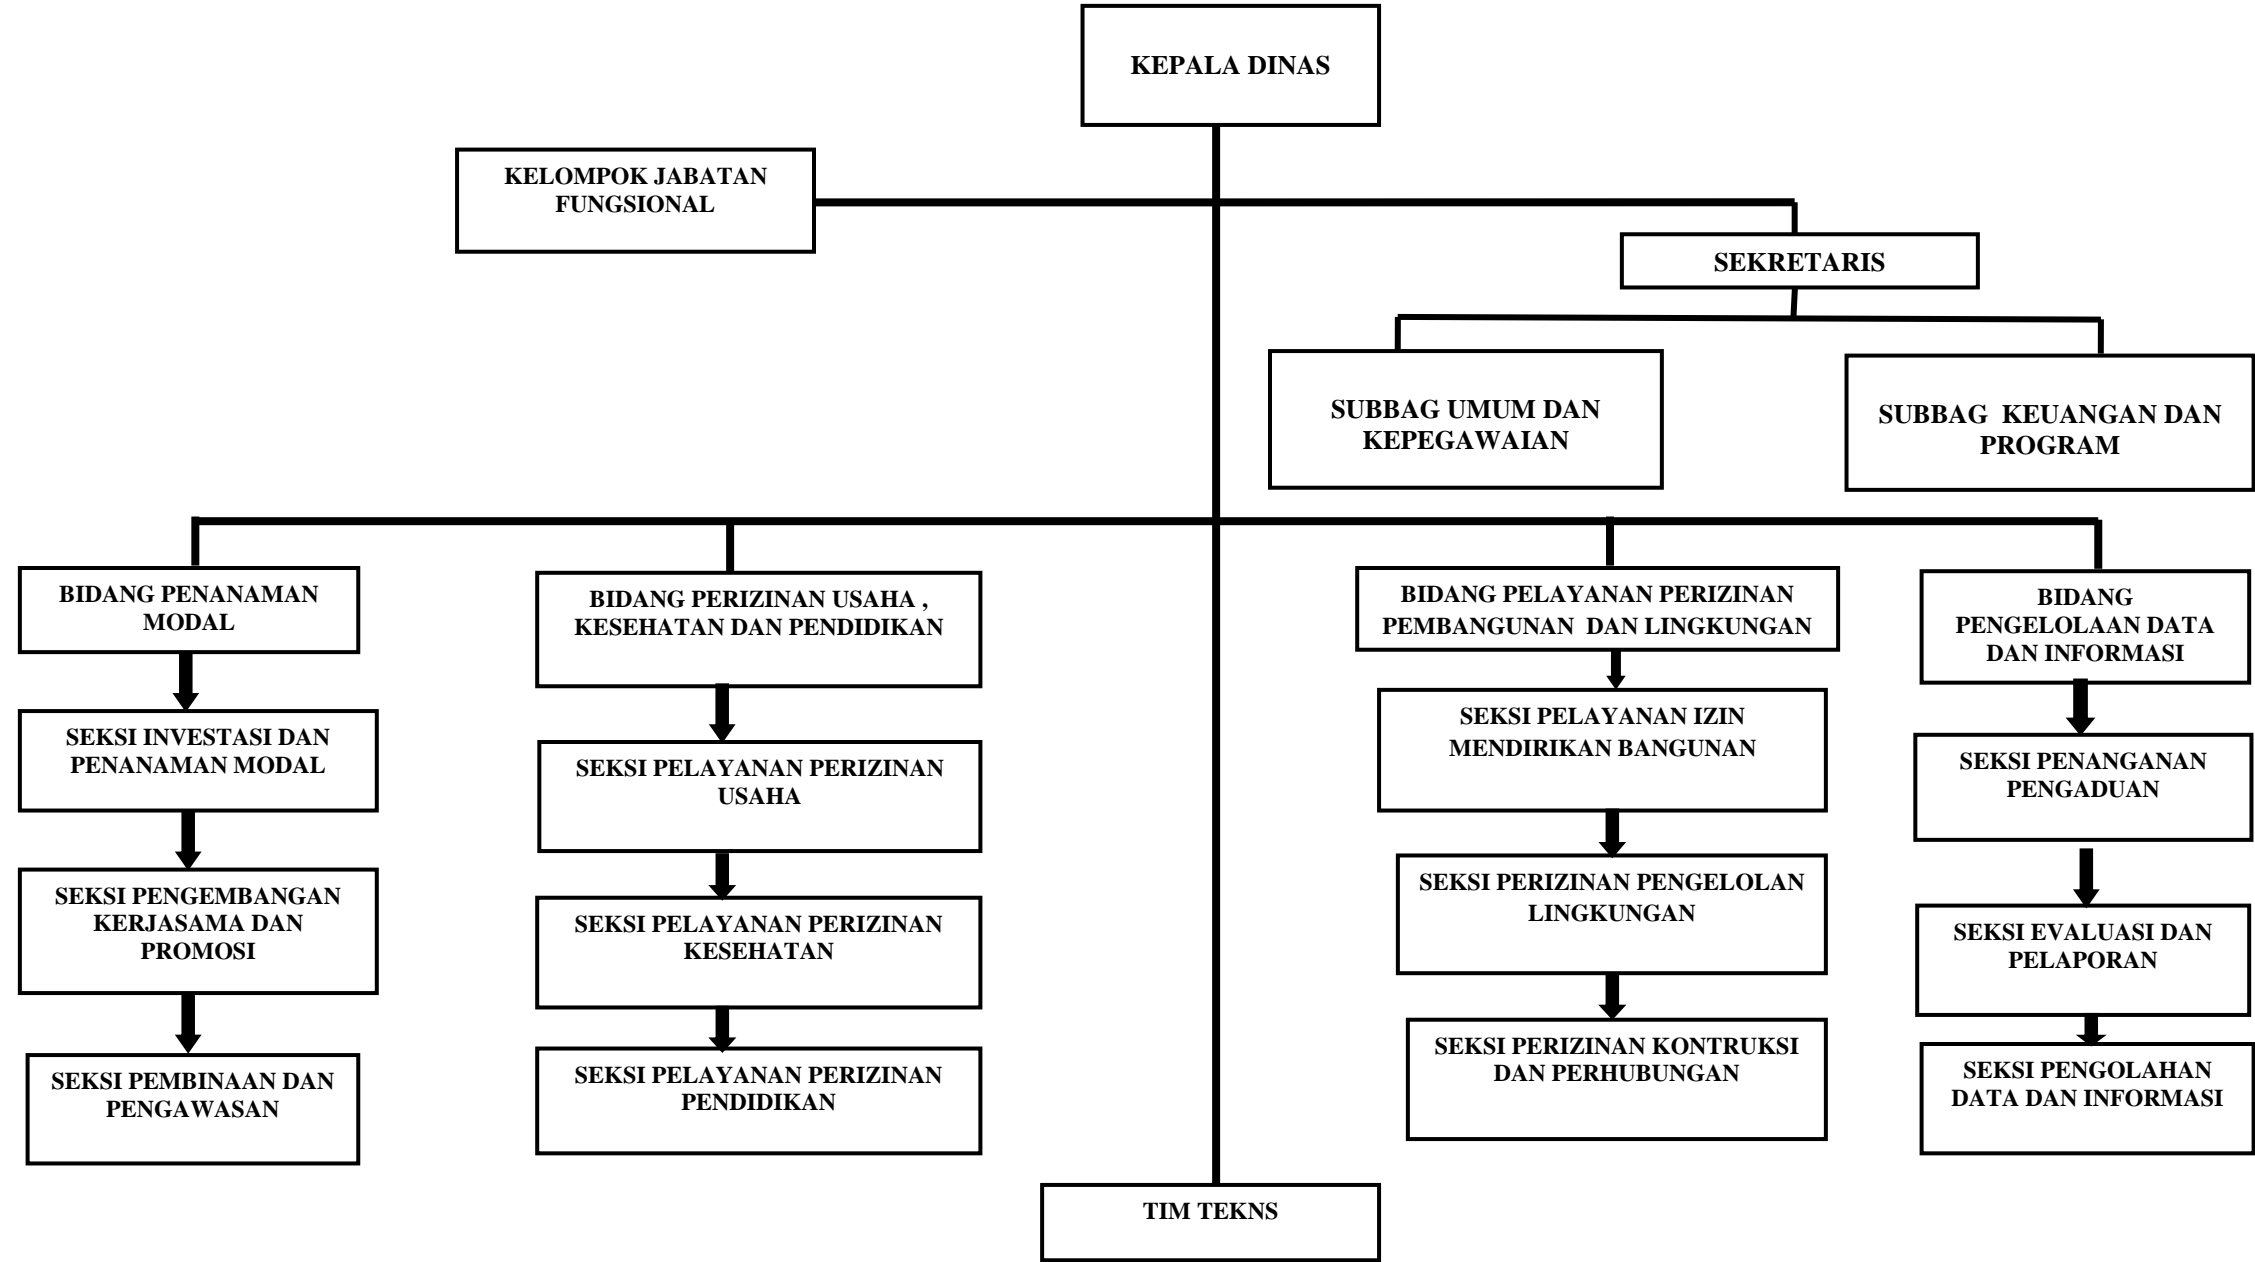 KEPALA DINAS
KELOMPOK JABATAN
FUNGSIONAL
SEKRETARIS
SUBBAG UMUM DAN
KEPEGAWAIAN
SUBBAG  KEUANGAN DAN
PROGRAM
BIDANG PENANAMAN
MODAL
SEKSI INVESTASI DAN
PENANAMAN MODAL
SEKSI PENGEMBANGAN
KERJASAMA DAN
PROMOSI
SEKSI PEMBINAAN DAN
PENGAWASAN
BIDANG PERIZINAN USAHA ,
KESEHATAN DAN PENDIDIKAN
SEKSI PELAYANAN PERIZINAN
USAHA
SEKSI PELAYANAN PERIZINAN
KESEHATAN
SEKSI PELAYANAN PERIZINAN
PENDIDIKAN
BIDANG PELAYANAN PERIZINAN
PEMBANGUNAN  DAN LINGKUNGAN
SEKSI PELAYANAN IZIN
MENDIRIKAN BANGUNAN
SEKSI PERIZINAN PENGELOLAN
LINGKUNGAN
SEKSI PERIZINAN KONTRUKSI
DAN PERHUBUNGAN
BIDANG
PENGELOLAAN DATA
DAN INFORMASI
SEKSI PENANGANAN
PENGADUAN
SEKSI EVALUASI DAN
PELAPORAN
SEKSI PENGOLAHAN
DATA DAN INFORMASI
TIM TEKNS